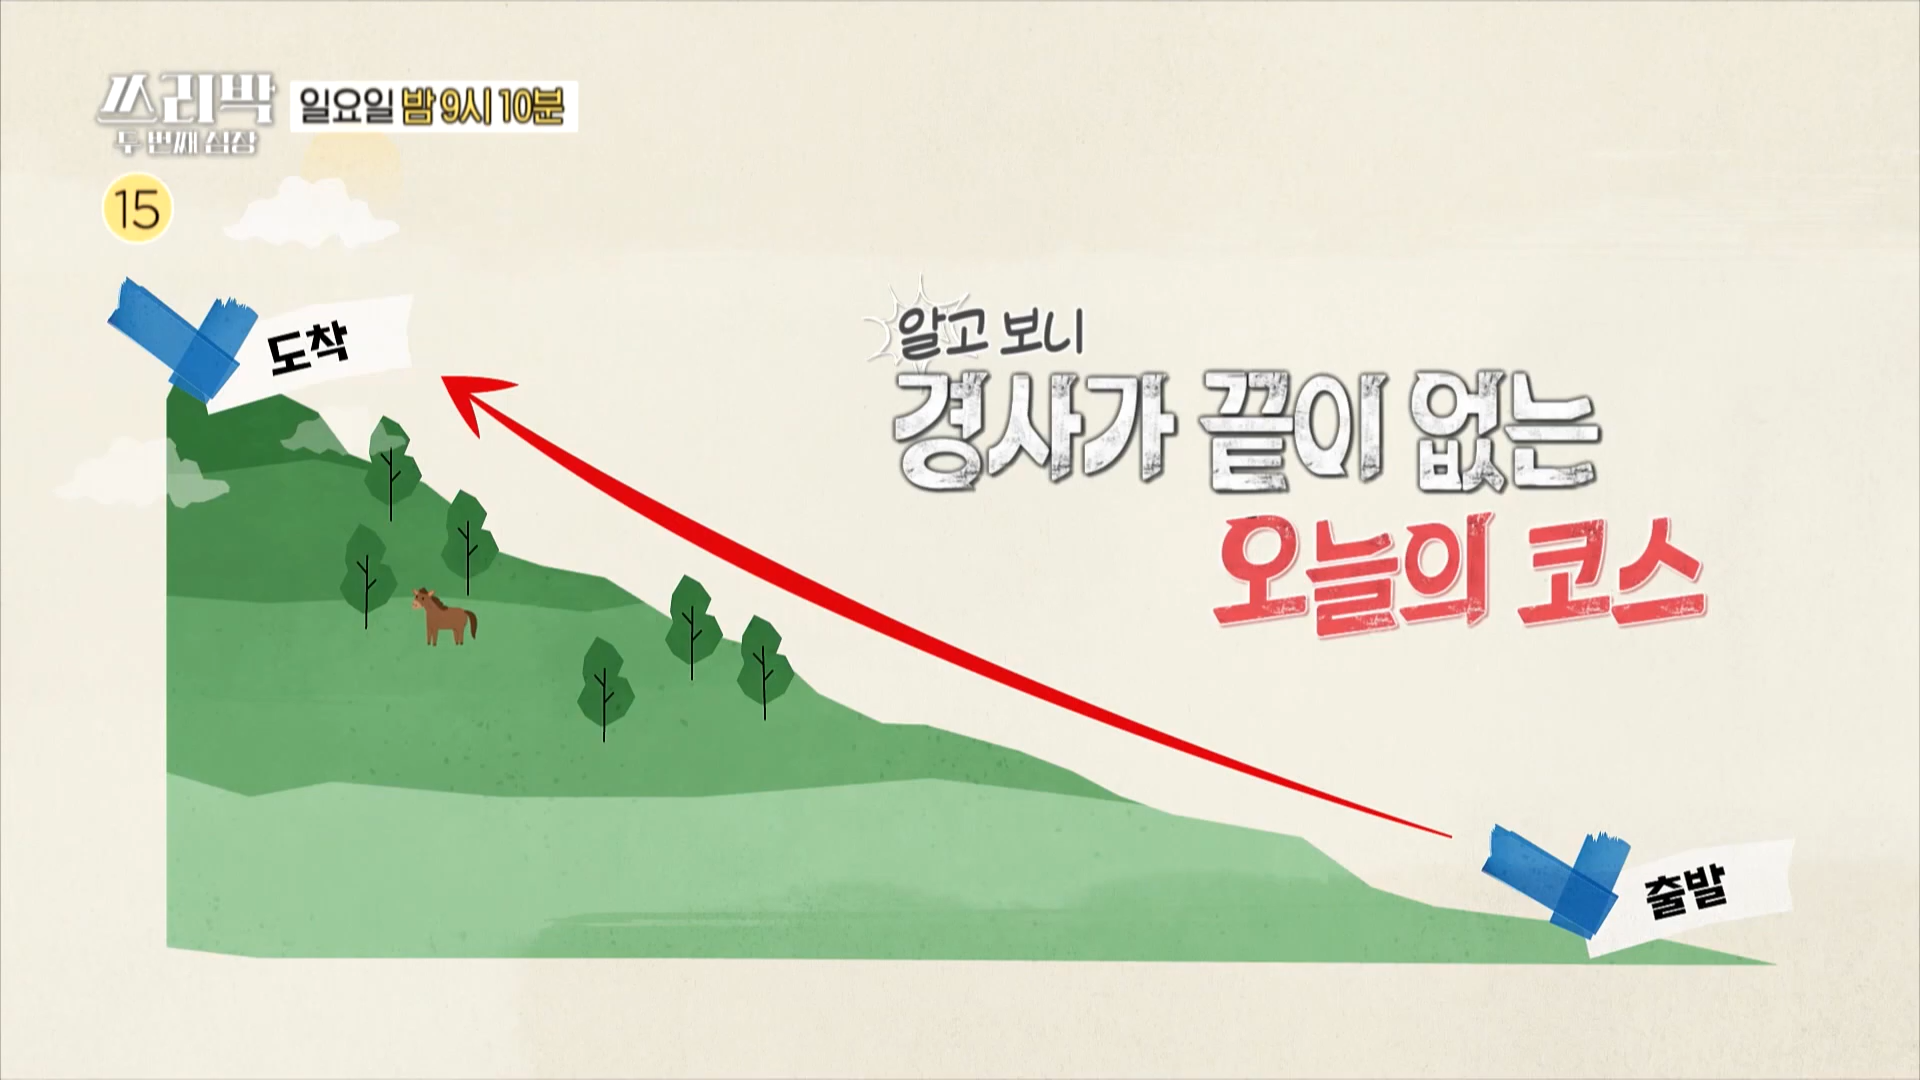 쓰리박
두 번째 심장
일요일 밤 9시 10분
15
도착
알고 보니
경사가 끝이 없는
오늘의 코스
출발